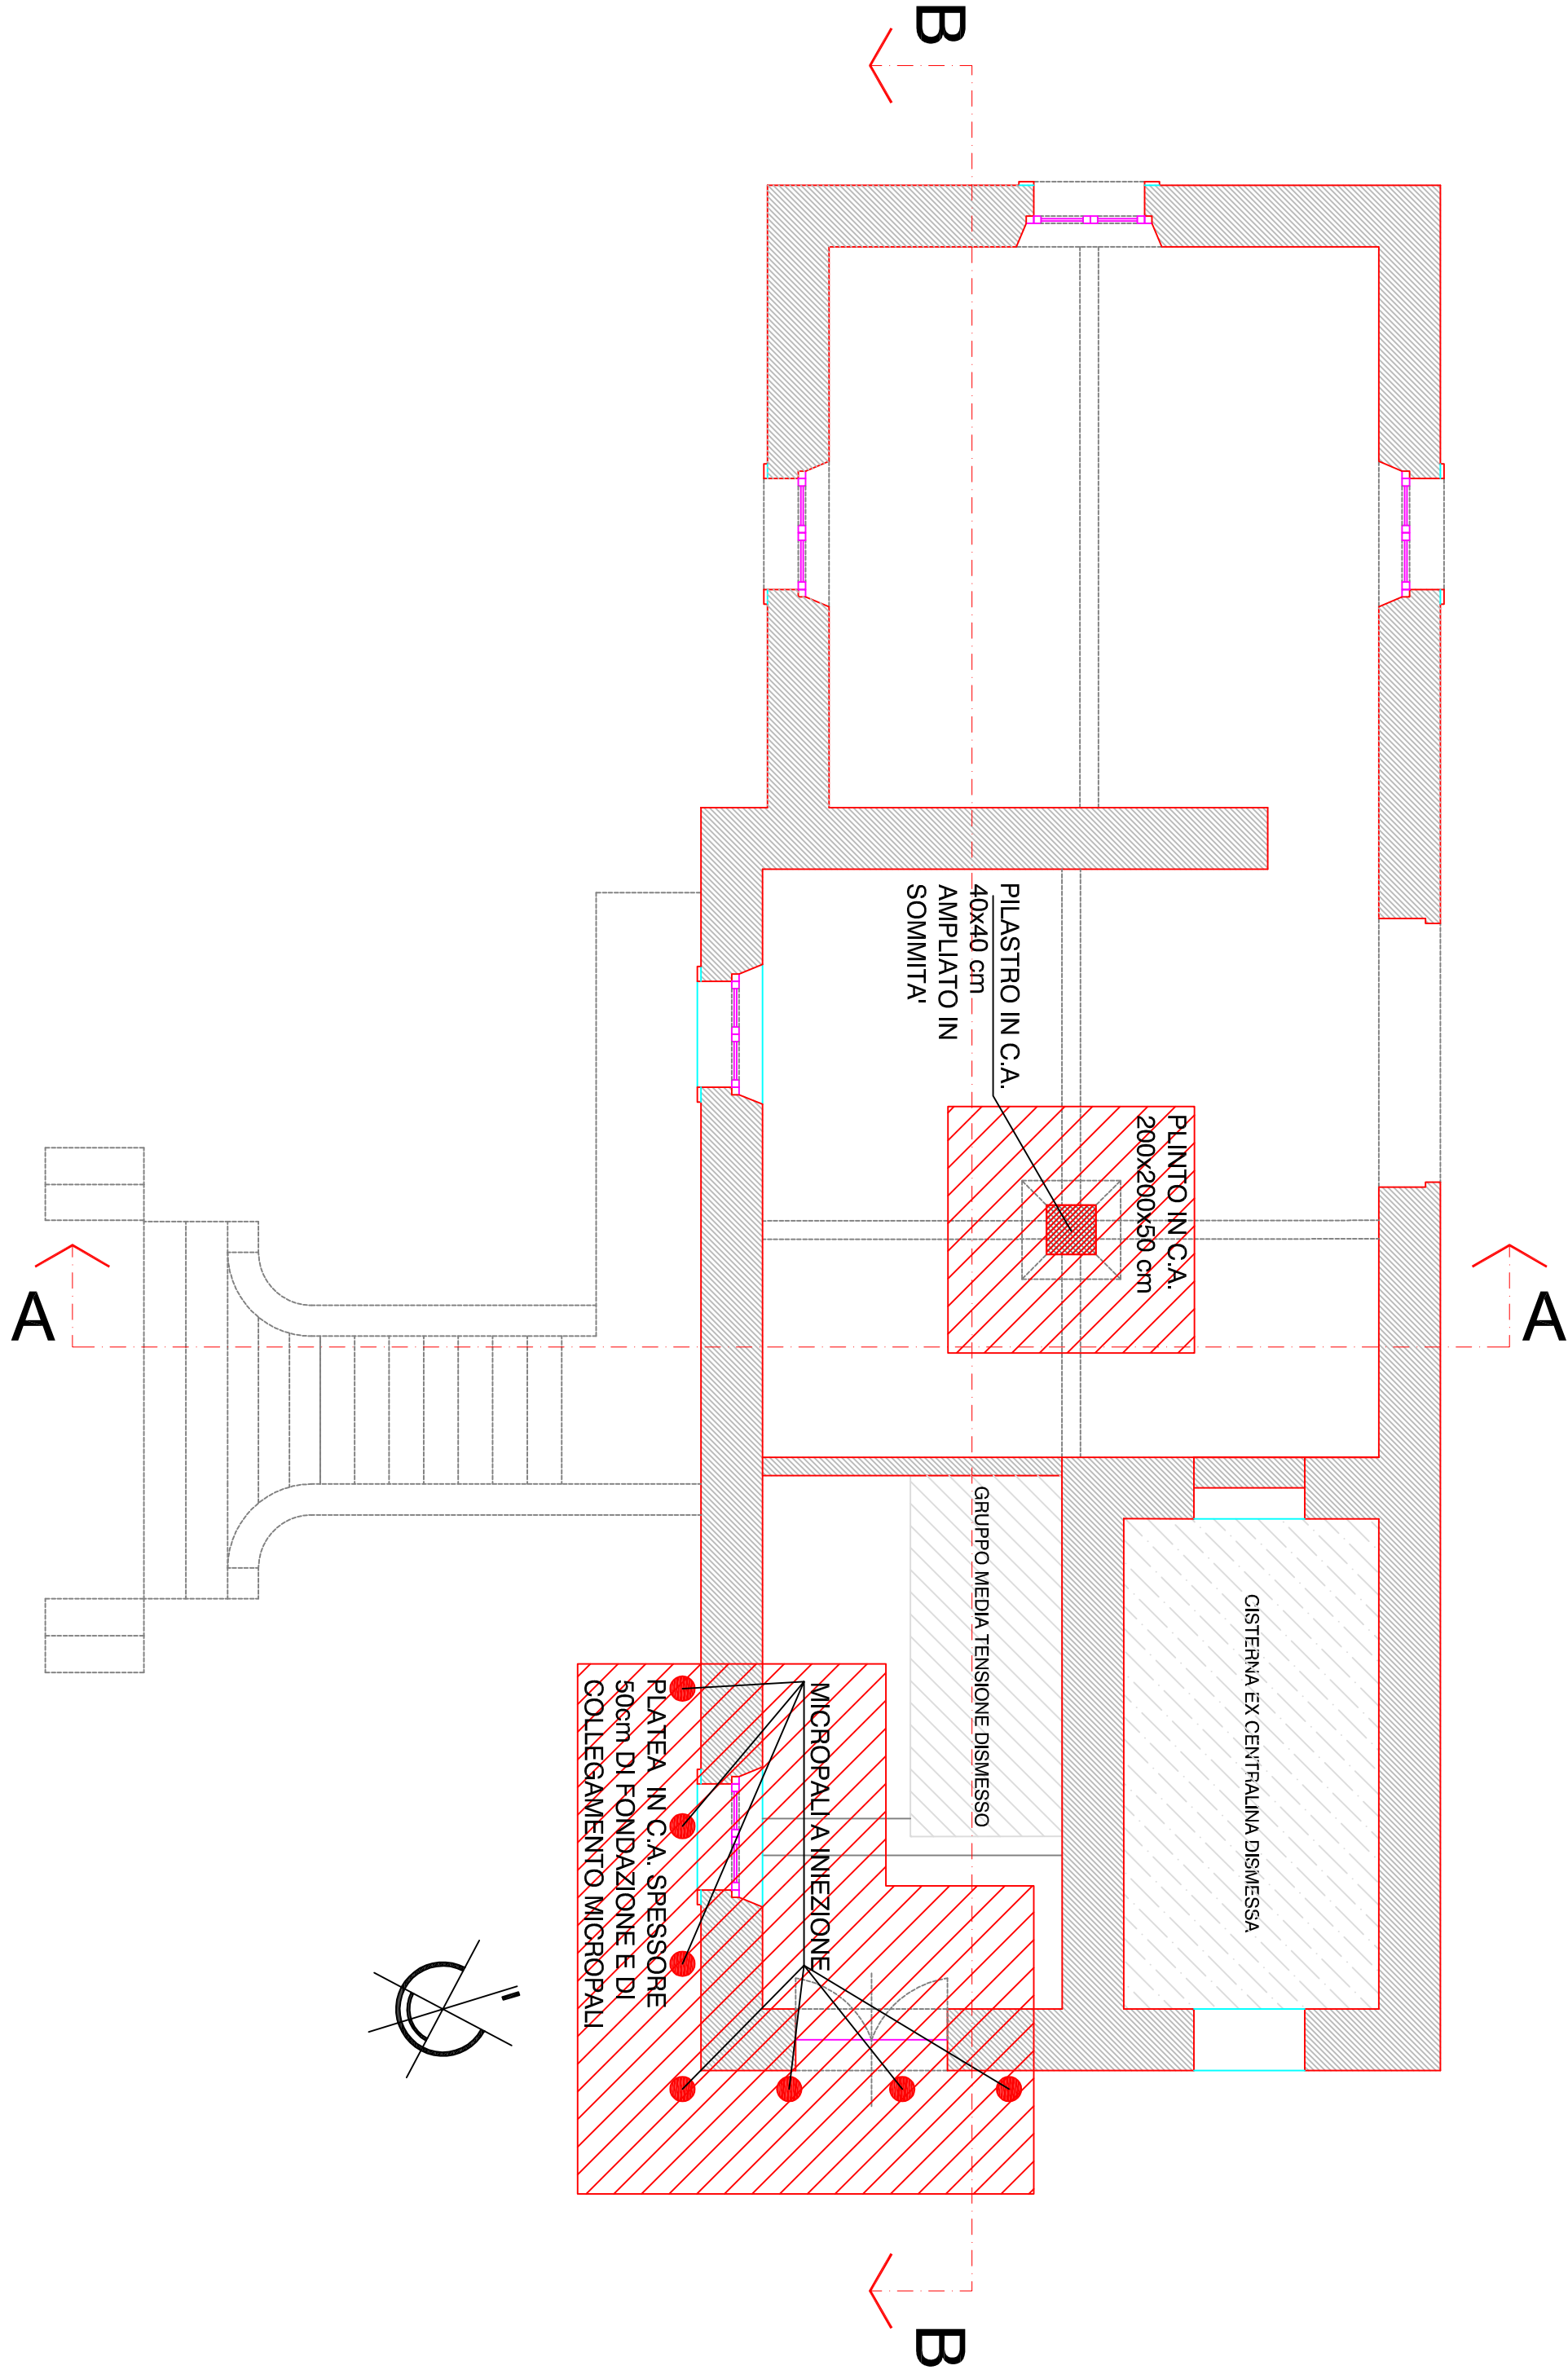 B
PILASTRO IN C.A.
40x40 cm
AMPLIATO IN
SOMMITA'
PLINTO IN C.A.
200x200x50 cm
A
A
GRUPPO MEDIA TENSIONE DISMESSO
CISTERNA EX CENTRALINA DISMESSA
MICROPALI A INIEZIONE
PLATEA IN C.A. SPESSORE
50cm DI FONDAZIONE E DI
COLLEGAMENTO MICROPALI
B